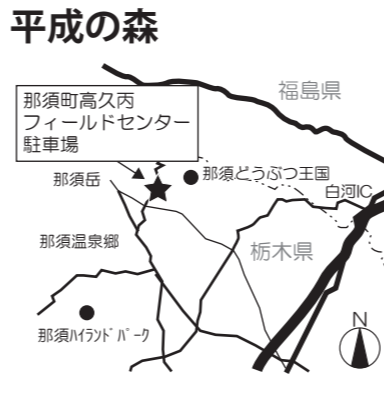 平成の森
福島県
那須町高久丙
フィールドセンター
駐車場
那須岳
那須どうぶつ王国
白河IC
那須温泉郷
栃木県
那須ﾊｲﾗﾝﾄﾞﾊﾟｰｸ
N